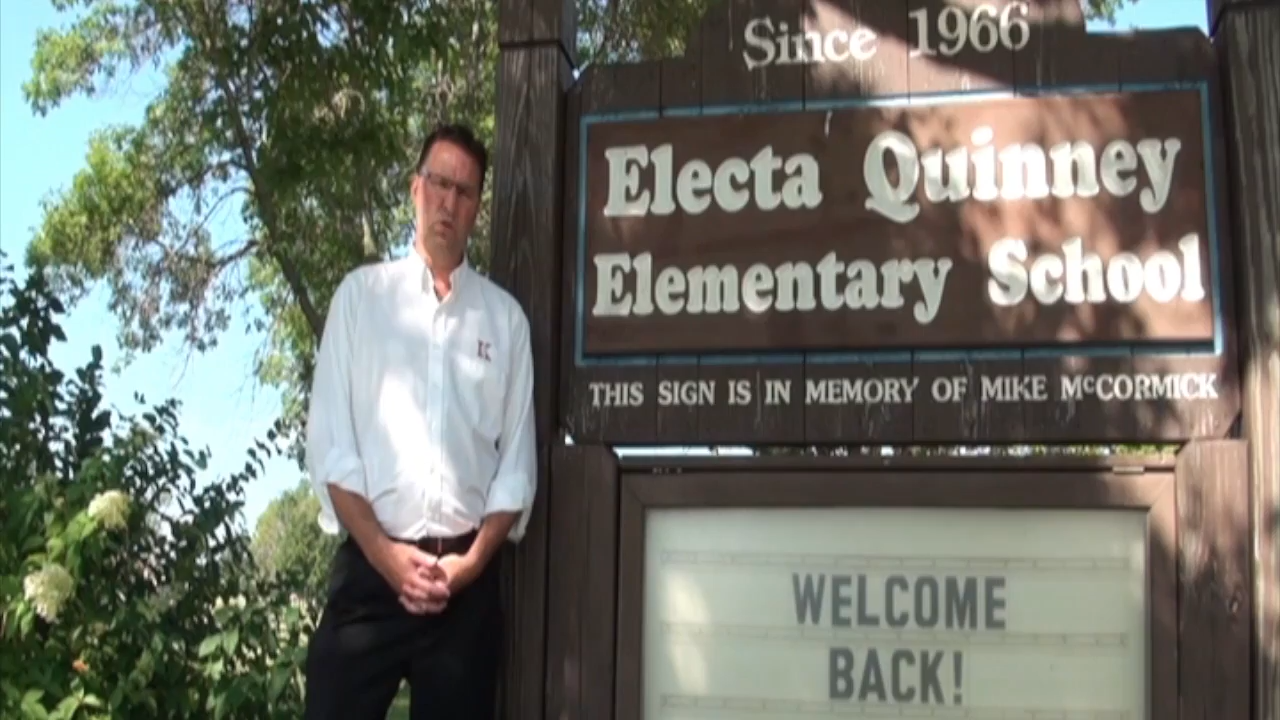 Since 1966
Electa Quinney
Elementary School
THIS SIGN IS IN MEMORY OF MIKE McCORMICK
K
WELCOME
BACK!